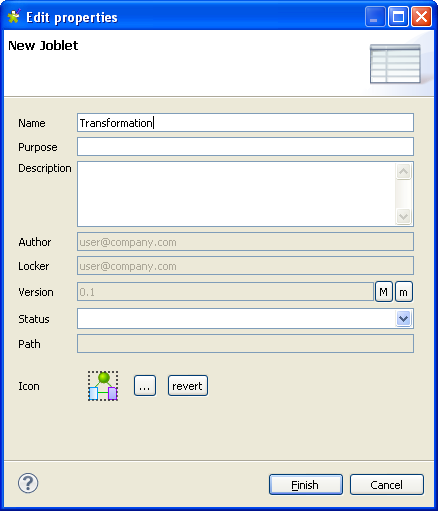 Edit properties
New Joblet
Name Transformation
Purpose
Description
Author user@company.com
Locker user@company.com
Version 0.1 M m
Status
Path
Icon ... revert
? Finish Cancel